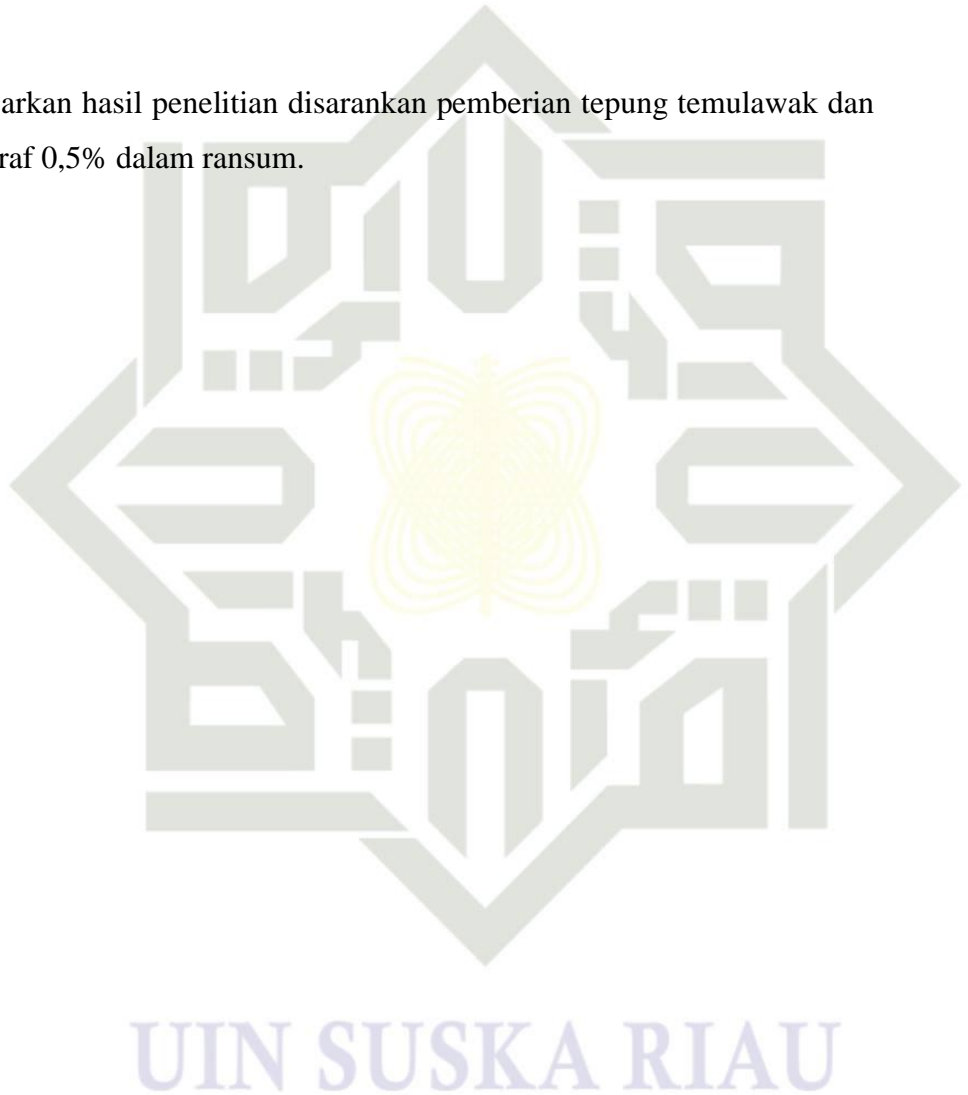 arkan hasil penelitian disarankan pemberian tepung temulawak dan
raf 0,5% dalam ransum.
UIN SUSKA RIAU